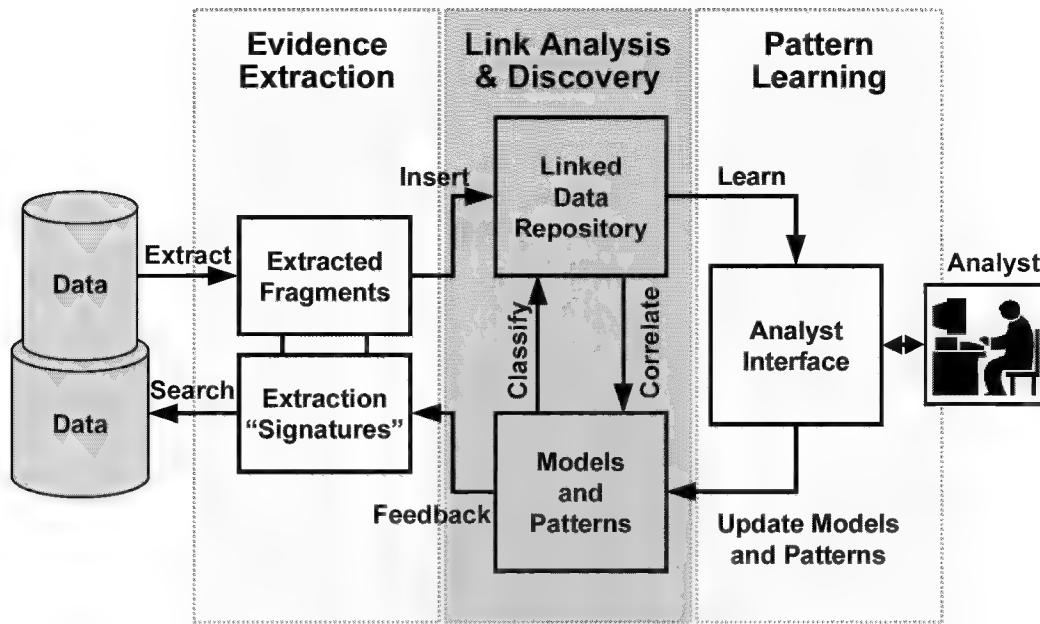 Evidence
Extraction
Link Analysis
& Discovery
Pattern
Learning
Data
Data
Extract
Search
Extracted
Fragments
Extraction
“Signatures”
Insert
Feedback
Linked
Data
Repository
Classify
Correlate
Models
and
Patterns
Learn
Analyst
Interface
Update Models
and Patterns
Analyst